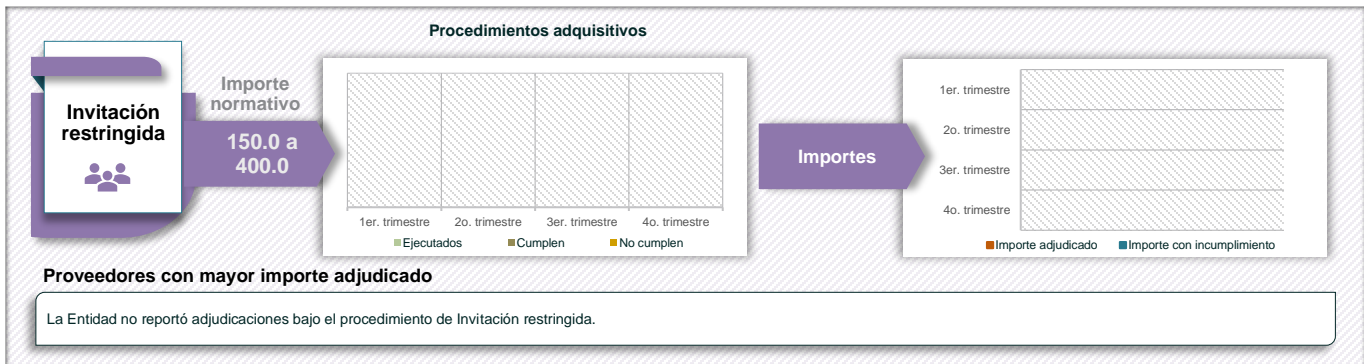 Procedimientos adquisitivos
Invitación
restringida
Importe
normativo
150.0 a
400.0
1er. trimestre 2o. trimestre 3er. trimestre 4o. trimestre
Ejecutados Cumplen No cumplen
Importes
1er. trimestre
2o. trimestre
3er. trimestre
4o. trimestre
Importe adjudicado Importe con incumplimiento
Proveedores con mayor importe adjudicado
La Entidad no reportó adjudicaciones bajo el procedimiento de Invitación restringida.